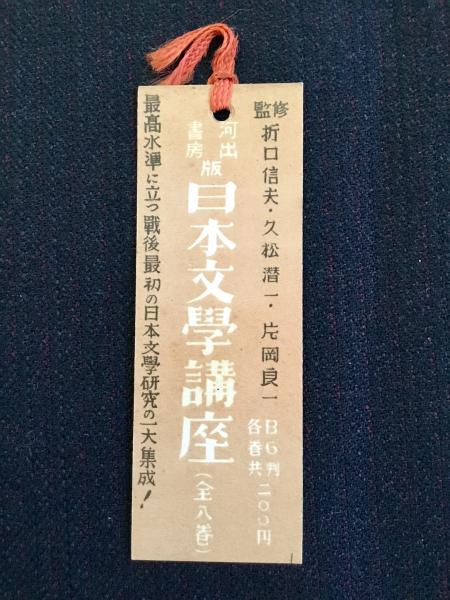 監修 折口信夫・久松潜一・片岡良一
B6判
各巻共 二〇〇円
河出
書房
版
日本文學講座(全八巻)
最高水準に立つ戰後最初の日本文學研究の一大集成!